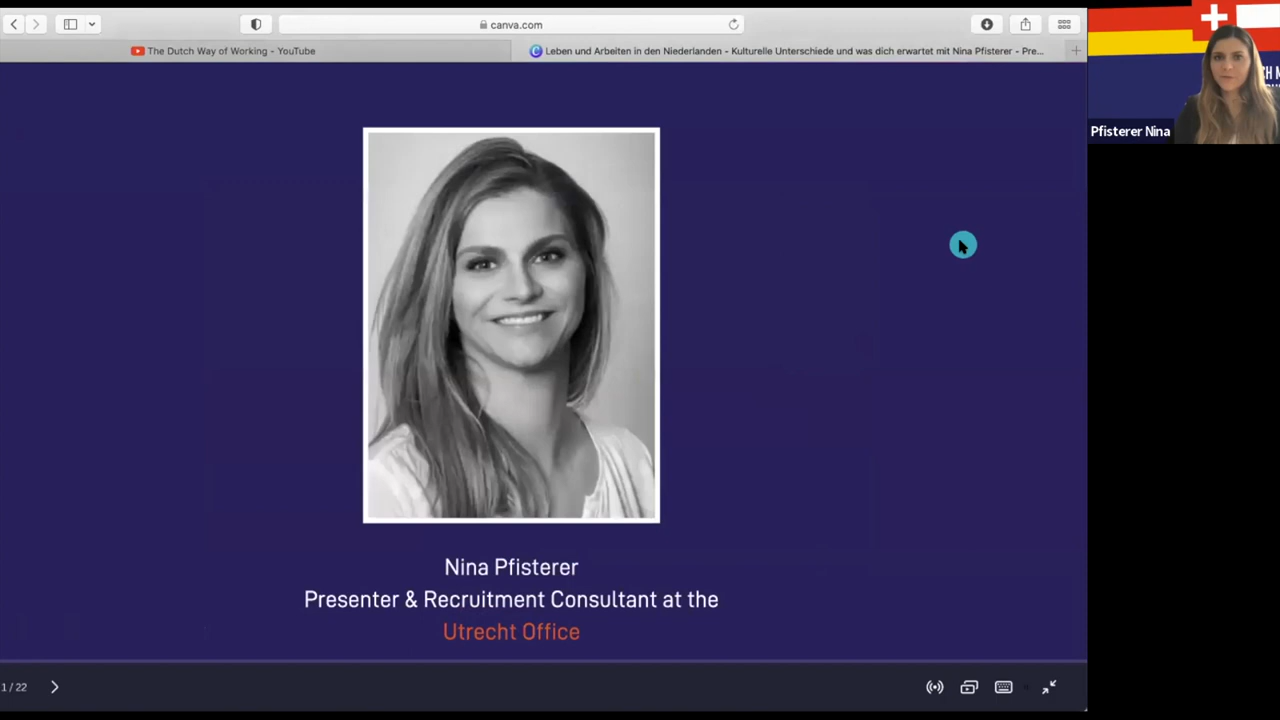 canva.com
The Dutch Way of Working - YouTube
Leben und Arbeiten in den Niederlanden - Kulturelle Unterschiede und was dich erwartet mit Nina Pfisterer - Pre...
Pfisterer Nina
Nina Pfisterer
Presenter & Recruitment Consultant at the
Utrecht Office
1 / 22